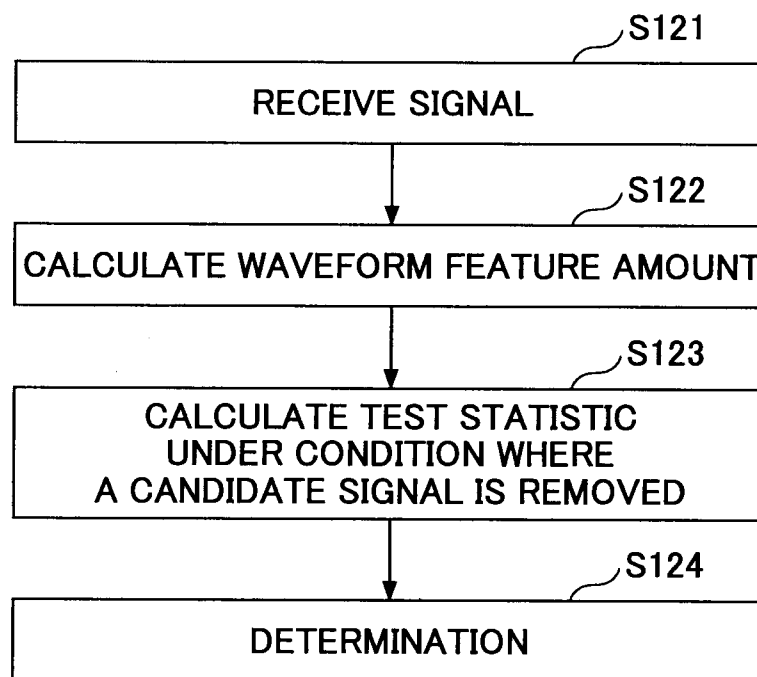 S121
RECEIVE SIGNAL
S122
CALCULATE WAVEFORM FEATURE AMOUNT
S123
CALCULATE TEST STATISTIC
UNDER CONDITION WHERE
A CANDIDATE SIGNAL IS REMOVED
S124
DETERMINATION